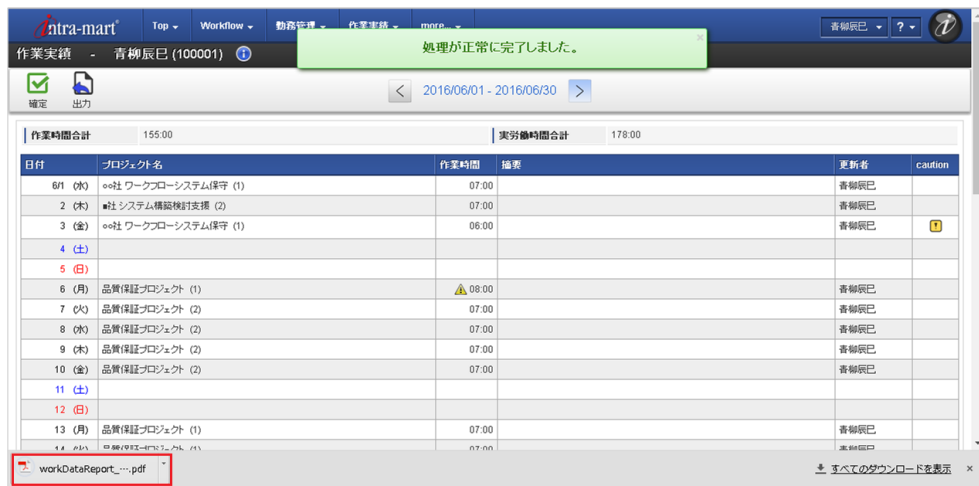 intra-mart Top Workflow 勤務管理 作業実績 more... 青柳辰巳 ?
処理が正常に完了しました。 ×
作業実績 - 青柳辰巳 (100001)
確定 出力 < 2016/06/01 - 2016/06/30 >
作業時間合計 155:00 実労働時間合計 178:00
日付 プロジェクト名 作業時間 摘要 更新者 caution
6/1 (水) ○○社 ワークフローシステム保守 (1) 07:00 青柳辰巳
2 (木) ■社 システム構築検討支援 (2) 07:00 青柳辰巳
3 (金) ○○社 ワークフローシステム保守 (1) 06:00 青柳辰巳
4 (土)
5 (日)
6 (月) 品質保証プロジェクト (1) 08:00 青柳辰巳
7 (火) 品質保証プロジェクト (2) 07:00 青柳辰巳
8 (水) 品質保証プロジェクト (2) 07:00 青柳辰巳
9 (木) 品質保証プロジェクト (2) 07:00 青柳辰巳
10 (金) 品質保証プロジェクト (2) 07:00 青柳辰巳
11 (土)
12 (日)
13 (月) 品質保証プロジェクト (1) 07:00 青柳辰巳
workDataReport_….pdf すべてのダウンロードを表示 ×